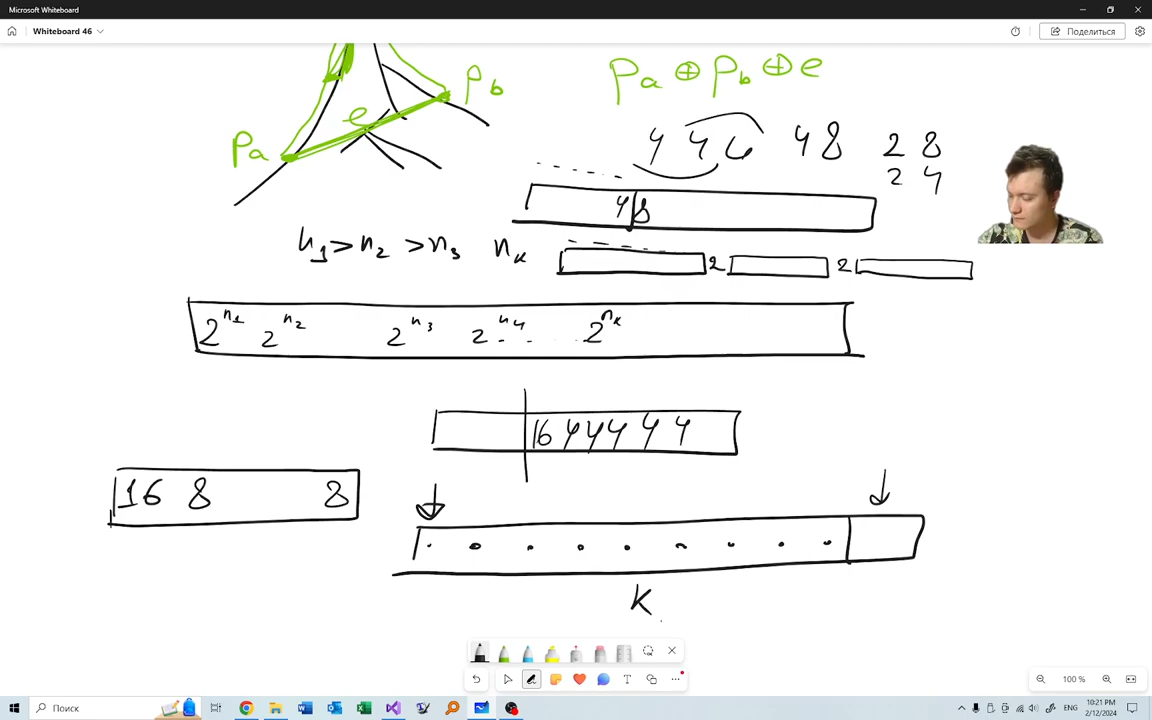 Microsoft Whiteboard
Whiteboard 46
Поделиться
Pa ⊕ Pb ⊕ e
Pb
e
Pa
4 4 6 4 8 2 8
2 4
4 8
n1 > n2 > n3 nk
2 2
2^n1 2^n2 2^n3 2^n4 ... 2^nk
16 4 4 4 4 4
16 8 8
K
100 %
Поиск
10:21 PM
2/12/2024